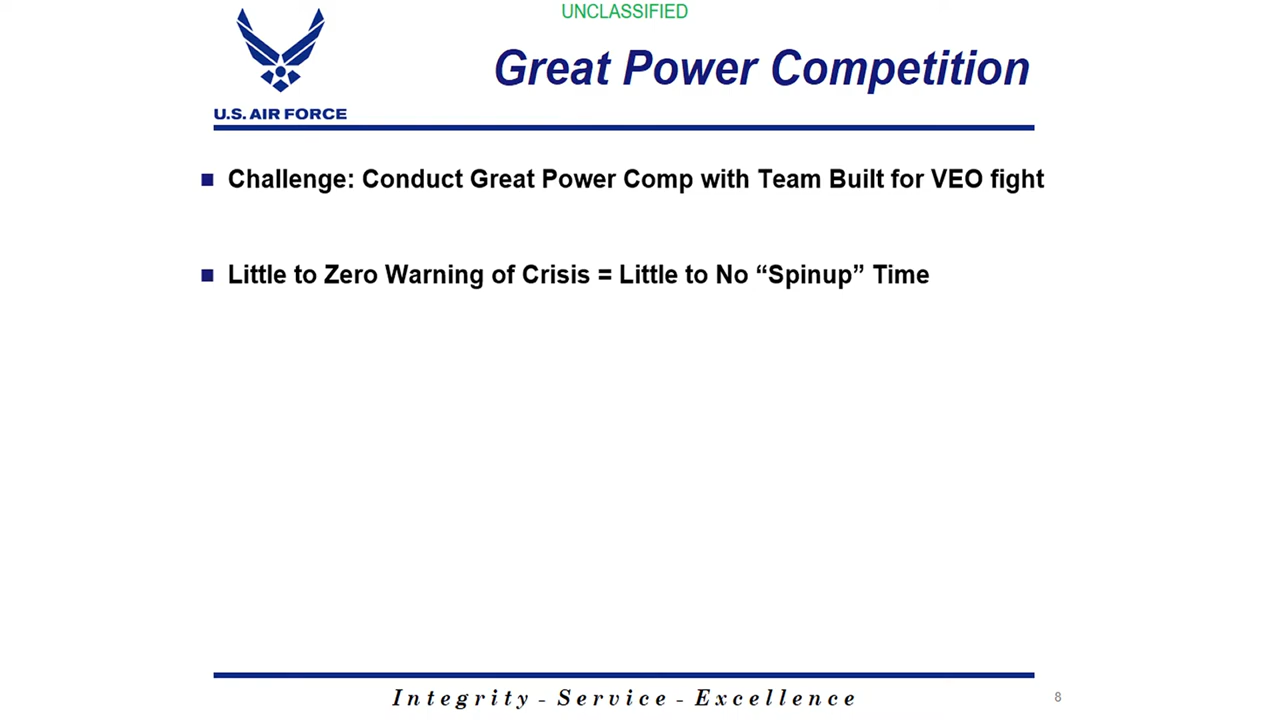 UNCLASSIFIED
Great Power Competition
U.S. AIR FORCE
Challenge: Conduct Great Power Comp with Team Built for VEO fight
Little to Zero Warning of Crisis = Little to No “Spinup” Time
Integrity - Service - Excellence
8